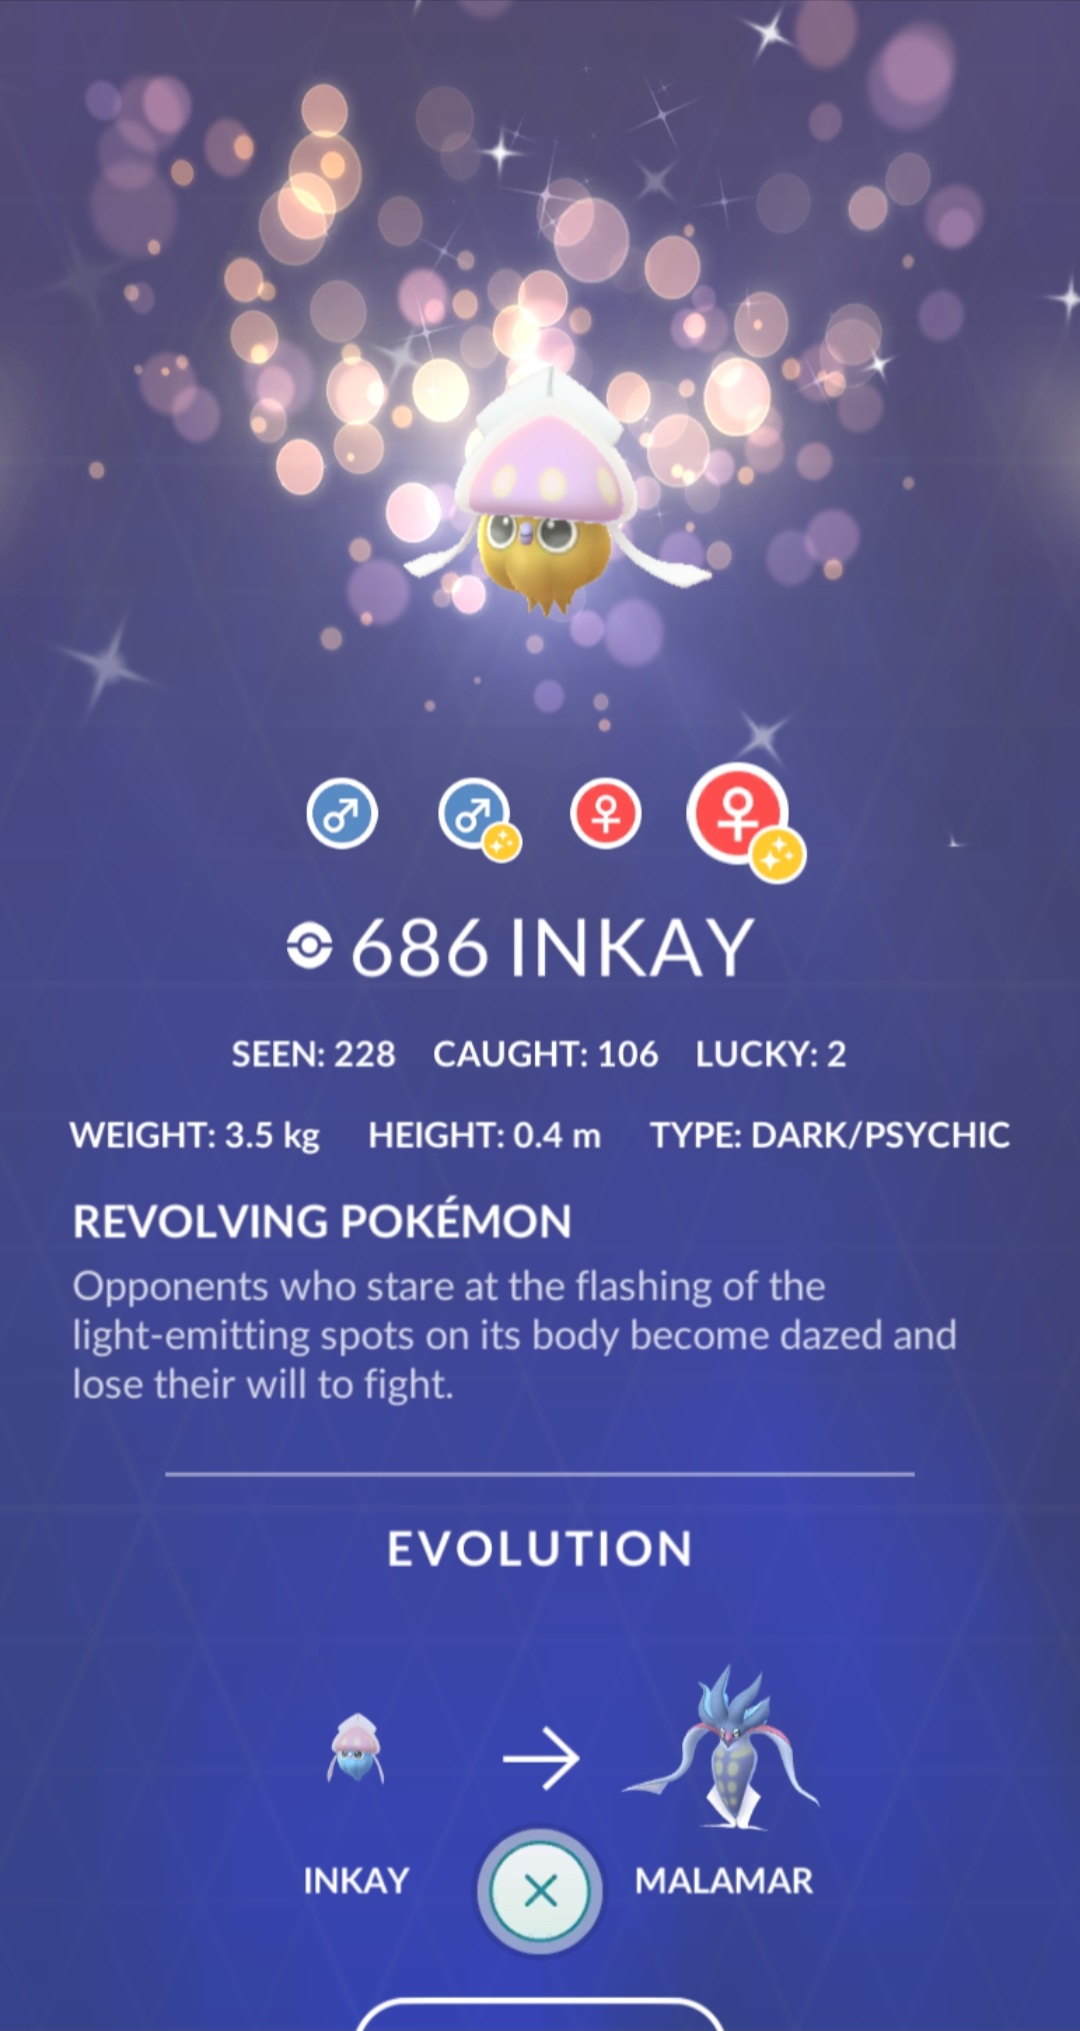 686 INKAY
SEEN: 228 CAUGHT: 106 LUCKY: 2
WEIGHT: 3.5 kg HEIGHT: 0.4 m TYPE: DARK/PSYCHIC
REVOLVING POKÉMON
Opponents who stare at the flashing of the
light-emitting spots on its body become dazed and
lose their will to fight.
EVOLUTION
INKAY MALAMAR